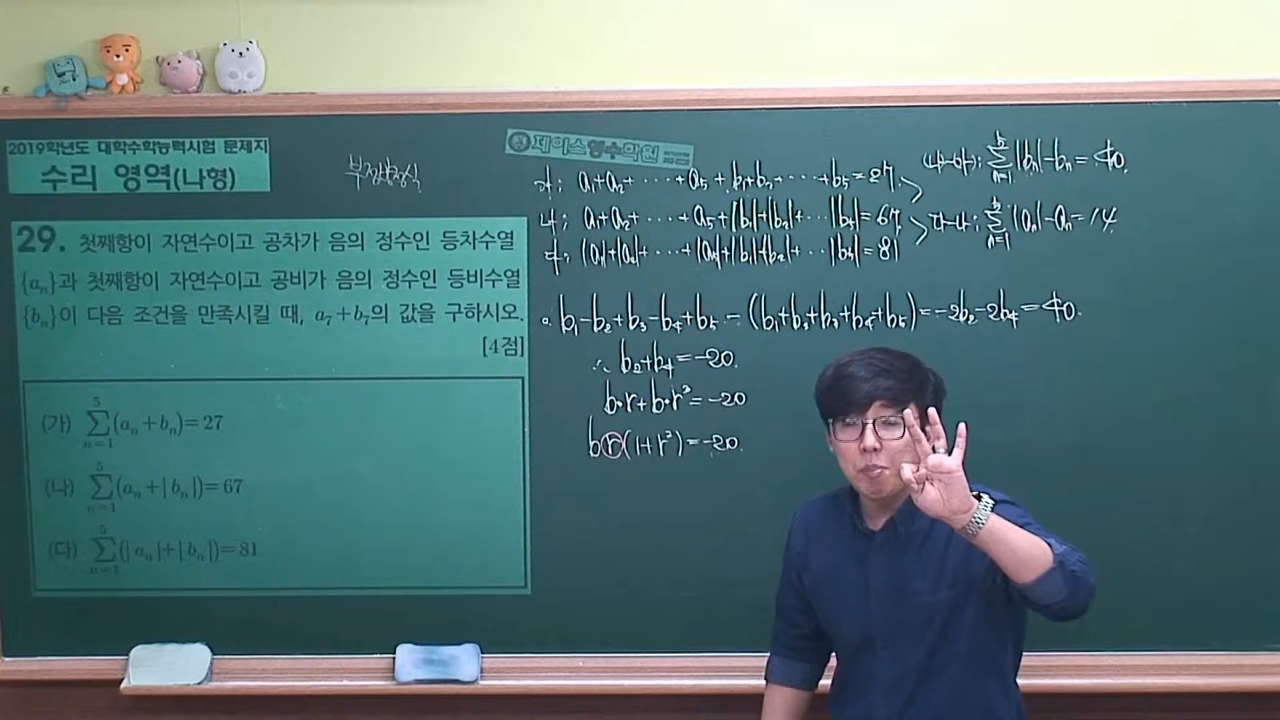 2019학년도 대학수학능력시험 문제지
수리 영역(나형)
29. 첫째항이 자연수이고 공차가 음의 정수인 등차수열
{aₙ}과 첫째항이 자연수이고 공비가 음의 정수인 등비수열
{bₙ}이 다음 조건을 만족시킬 때, a₇+b₇의 값을 구하시오.
[4점]
(가) ∑ₙ₌₁⁵(aₙ+bₙ)=27
(나) ∑ₙ₌₁⁵(aₙ+|bₙ|)=67
(다) ∑ₙ₌₁⁵(|aₙ|+|bₙ|)=81
부정방정식
제이스영수학원
가; a₁+a₂+⋯+a₅+b₁+b₂+⋯+b₅=27
나; a₁+a₂+⋯+a₅+|b₁|+|b₂|+⋯|b₅|=67
다; |a₁|+|a₂|+⋯+|a₅|+|b₁|+|b₂|+⋯|b₅|=81
나-가; ∑ₙ₌₁⁵|bₙ|-bₙ=40
다-나; ∑ₙ₌₁⁵|aₙ|-aₙ=14
b₁-b₂+b₃-b₄+b₅-(b₁+b₂+b₃+b₄+b₅)=-2b₂-2b₄=40.
∴ b₂+b₄=-20.
b·r+b·r³=-20
br(1+r²)=-20.